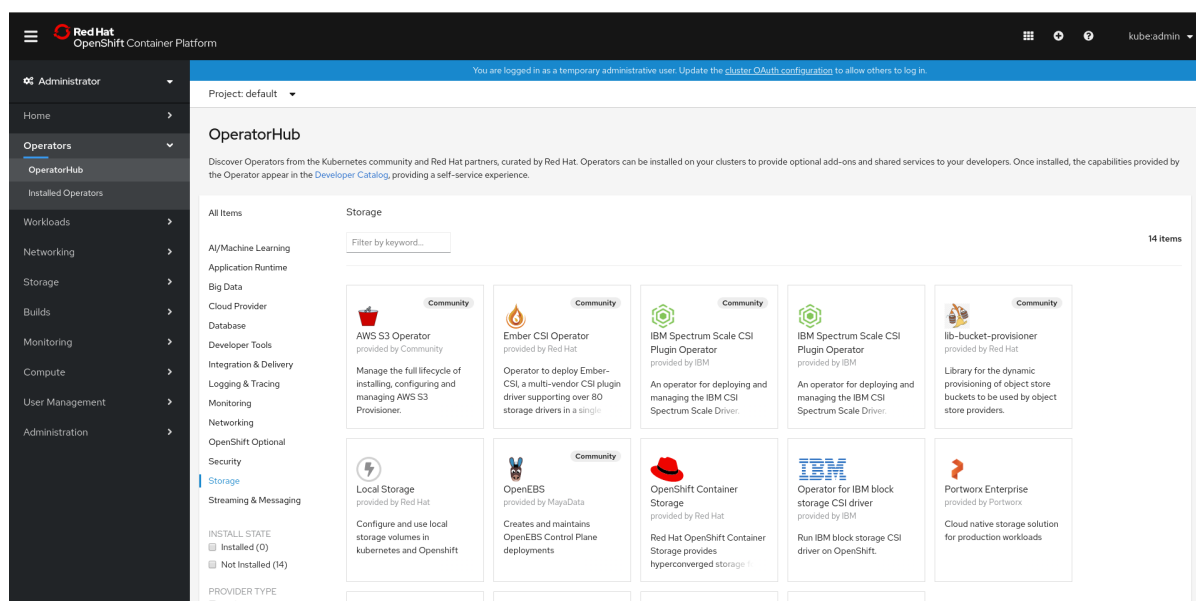 Red Hat
OpenShift Container Platform
kube:admin
Administrator
You are logged in as a temporary administrative user. Update the cluster OAuth configuration to allow others to log in.
Project: default
Home
Operators
OperatorHub
Installed Operators
Workloads
Networking
Storage
Builds
Monitoring
Compute
User Management
Administration
OperatorHub
Discover Operators from the Kubernetes community and Red Hat partners, curated by Red Hat. Operators can be installed on your clusters to provide optional add-ons and shared services to your developers. Once installed, the capabilities provided by
the Operator appear in the Developer Catalog, providing a self-service experience.
All Items
AI/Machine Learning
Application Runtime
Big Data
Cloud Provider
Database
Developer Tools
Integration & Delivery
Logging & Tracing
Monitoring
Networking
OpenShift Optional
Security
Storage
Streaming & Messaging
INSTALL STATE
Installed (0)
Not Installed (14)
PROVIDER TYPE
Storage
Filter by keyword...
14 items
Community
AWS S3 Operator
provided by Community
Manage the full lifecycle of
installing, configuring and
managing AWS S3
Provisioner.
Community
Ember CSI Operator
provided by Red Hat
Operator to deploy Ember-
CSI, a multi-vendor CSI plugin
driver supporting over 80
storage drivers in a single
Community
IBM Spectrum Scale CSI
Plugin Operator
provided by IBM
An operator for deploying and
managing the IBM CSI
Spectrum Scale Driver.
IBM Spectrum Scale CSI
Plugin Operator
provided by IBM
An operator for deploying and
managing the IBM CSI
Spectrum Scale Driver.
Community
lib-bucket-provisioner
provided by Red Hat
Library for the dynamic
provisioning of object store
buckets to be used by object
store providers.
Local Storage
provided by Red Hat
Configure and use local
storage volumes in
kubernetes and Openshift
Community
OpenEBS
provided by MayaData
Creates and maintains
OpenEBS Control Plane
deployments
OpenShift Container
Storage
provided by Red Hat
Red Hat OpenShift Container
Storage provides
hyperconverged storage
IBM
Operator for IBM block
storage CSI driver
provided by IBM
Run IBM block storage CSI
driver on OpenShift.
Portworx Enterprise
provided by Portworx
Cloud native storage solution
for production workloads